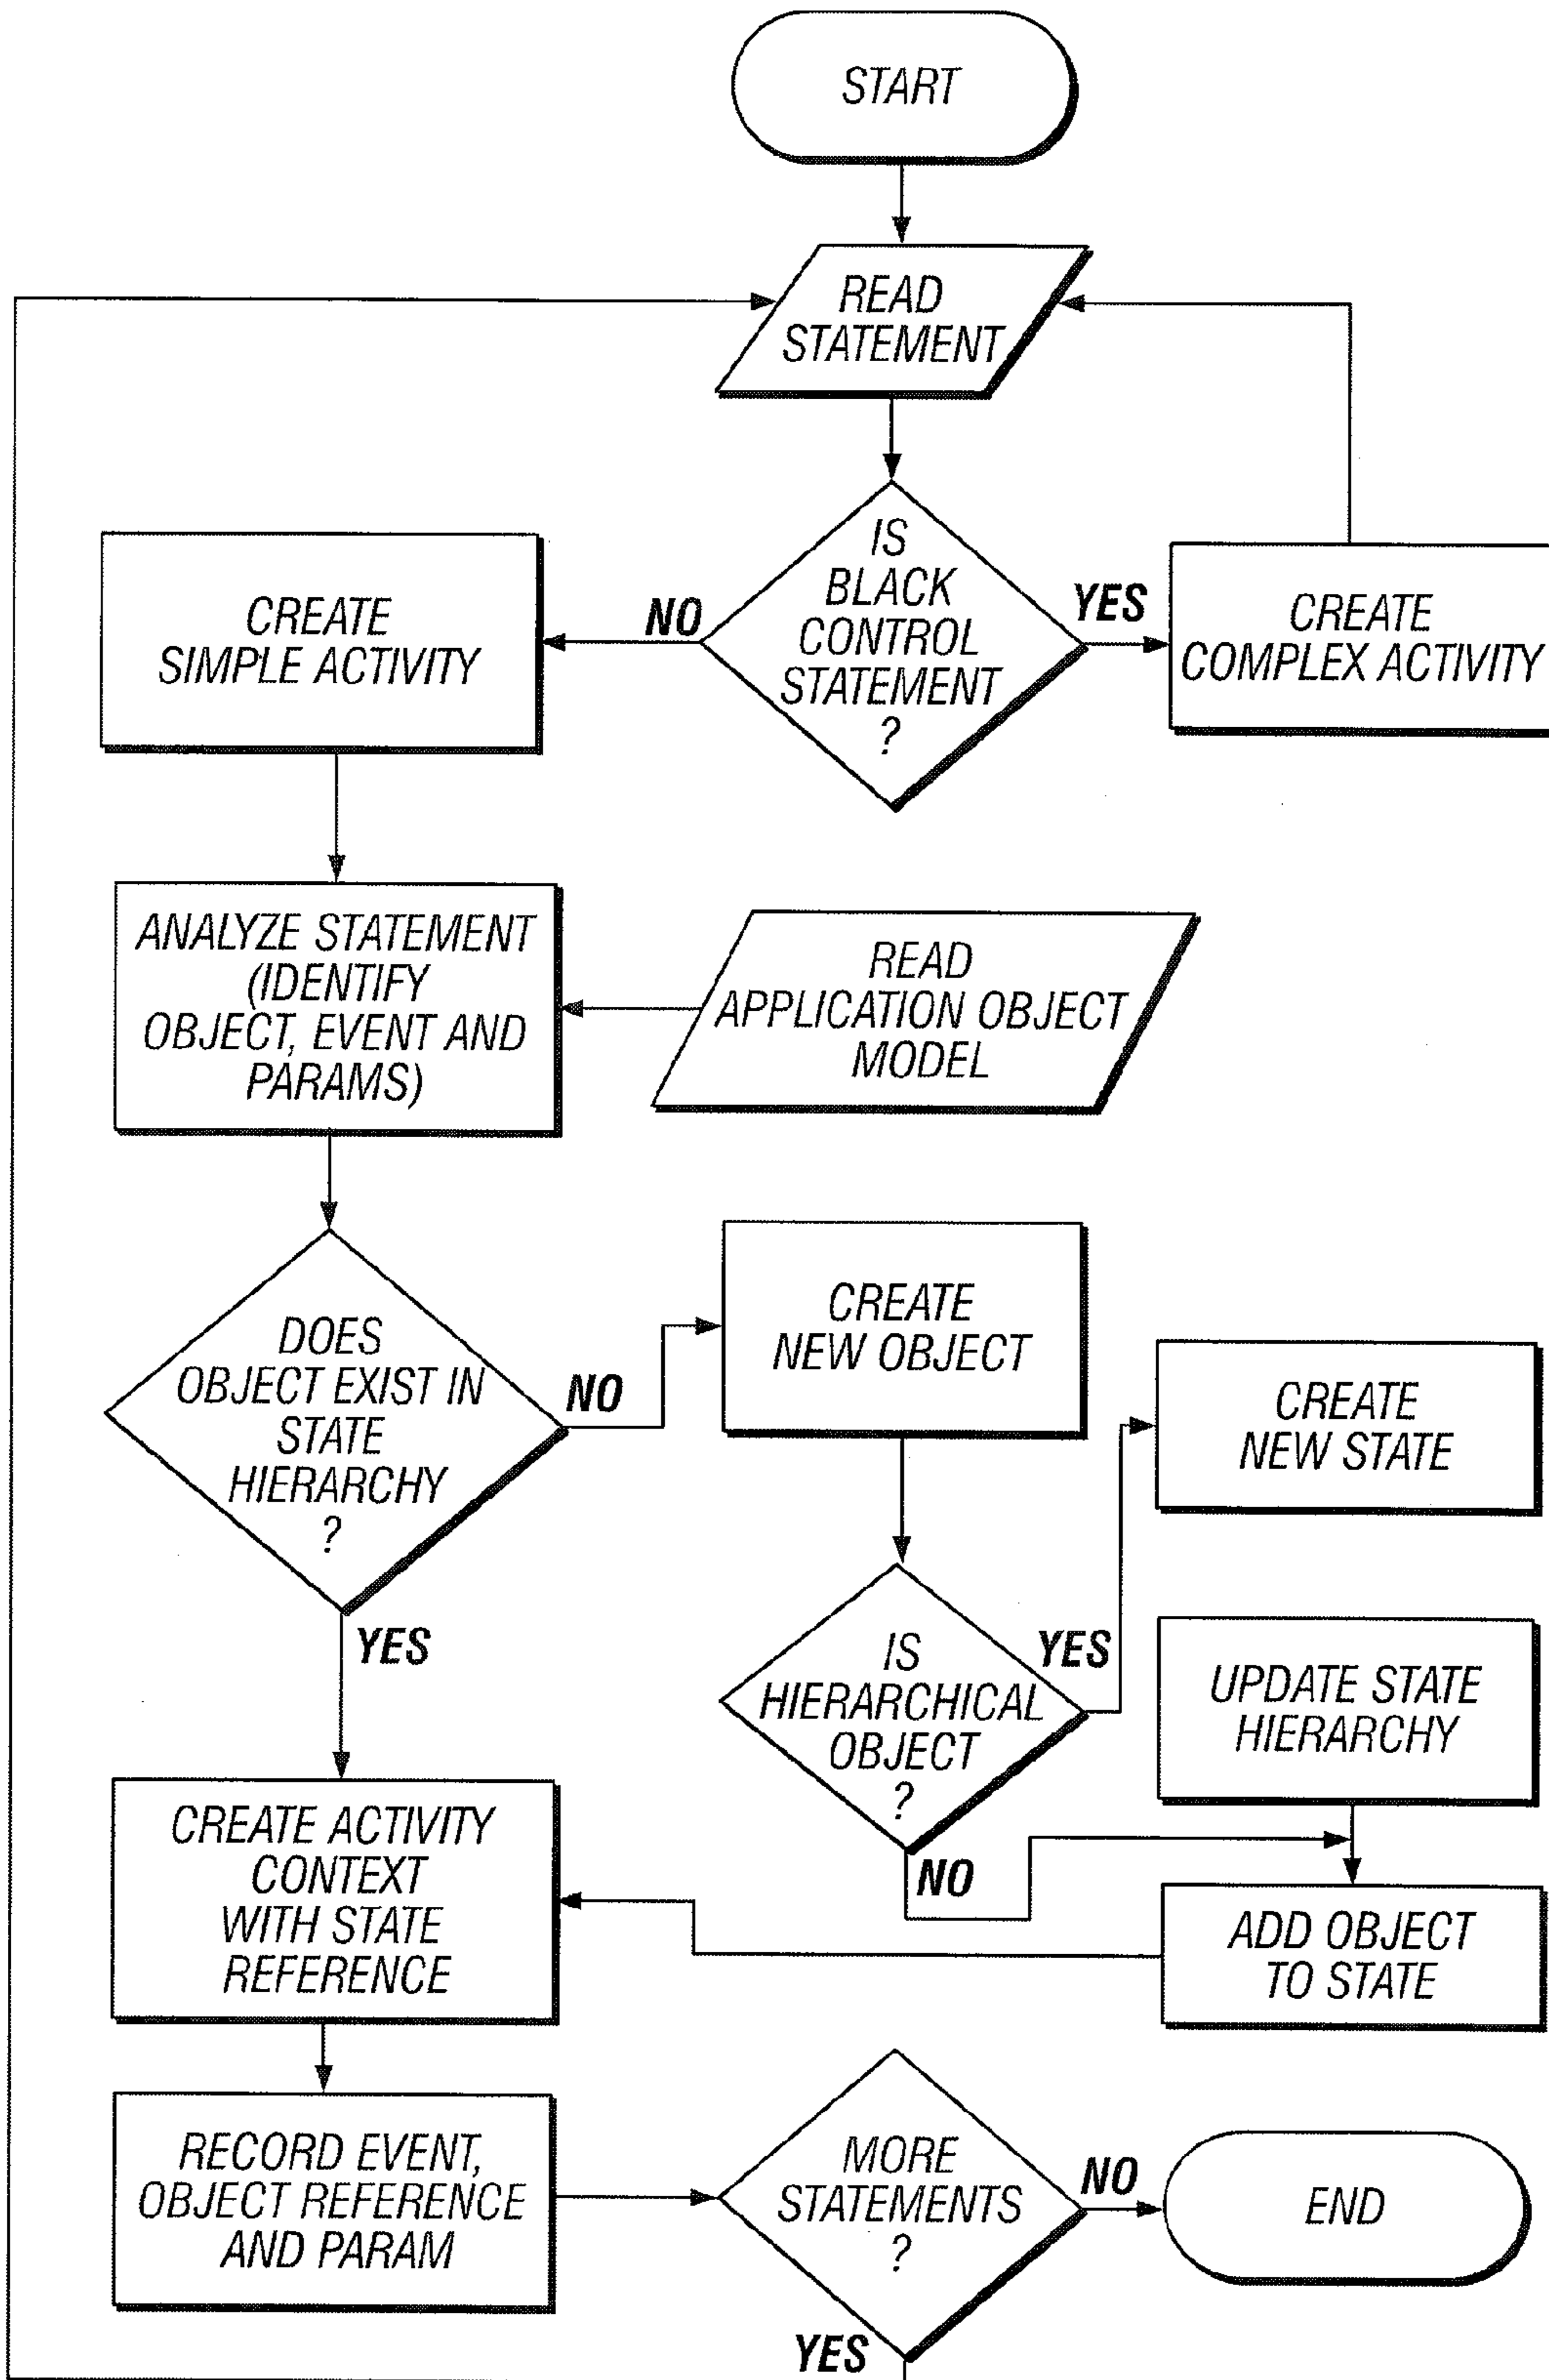 START
READ
STATEMENT
IS
BLACK
CONTROL
STATEMENT
?
NO
YES
CREATE
SIMPLE ACTIVITY
CREATE
COMPLEX ACTIVITY
ANALYZE STATEMENT
(IDENTIFY
OBJECT, EVENT AND
PARAMS)
READ
APPLICATION OBJECT
MODEL
DOES
OBJECT EXIST IN
STATE
HIERARCHY
?
NO
YES
CREATE
NEW OBJECT
CREATE
NEW STATE
IS
HIERARCHICAL
OBJECT
?
YES
NO
UPDATE STATE
HIERARCHY
ADD OBJECT
TO STATE
CREATE ACTIVITY
CONTEXT
WITH STATE
REFERENCE
RECORD EVENT,
OBJECT REFERENCE
AND PARAM
MORE
STATEMENTS
?
NO
YES
END